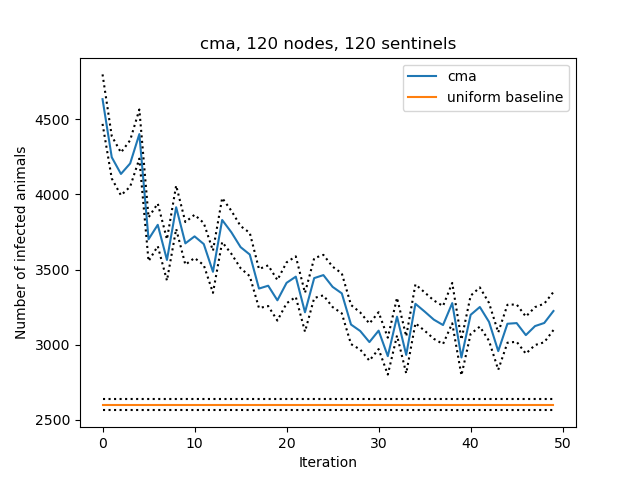 cma, 120 nodes, 120 sentinels
cma
uniform baseline
Number of infected animals
4500
4000
3500
3000
2500
0 10 20 30 40 50
Iteration